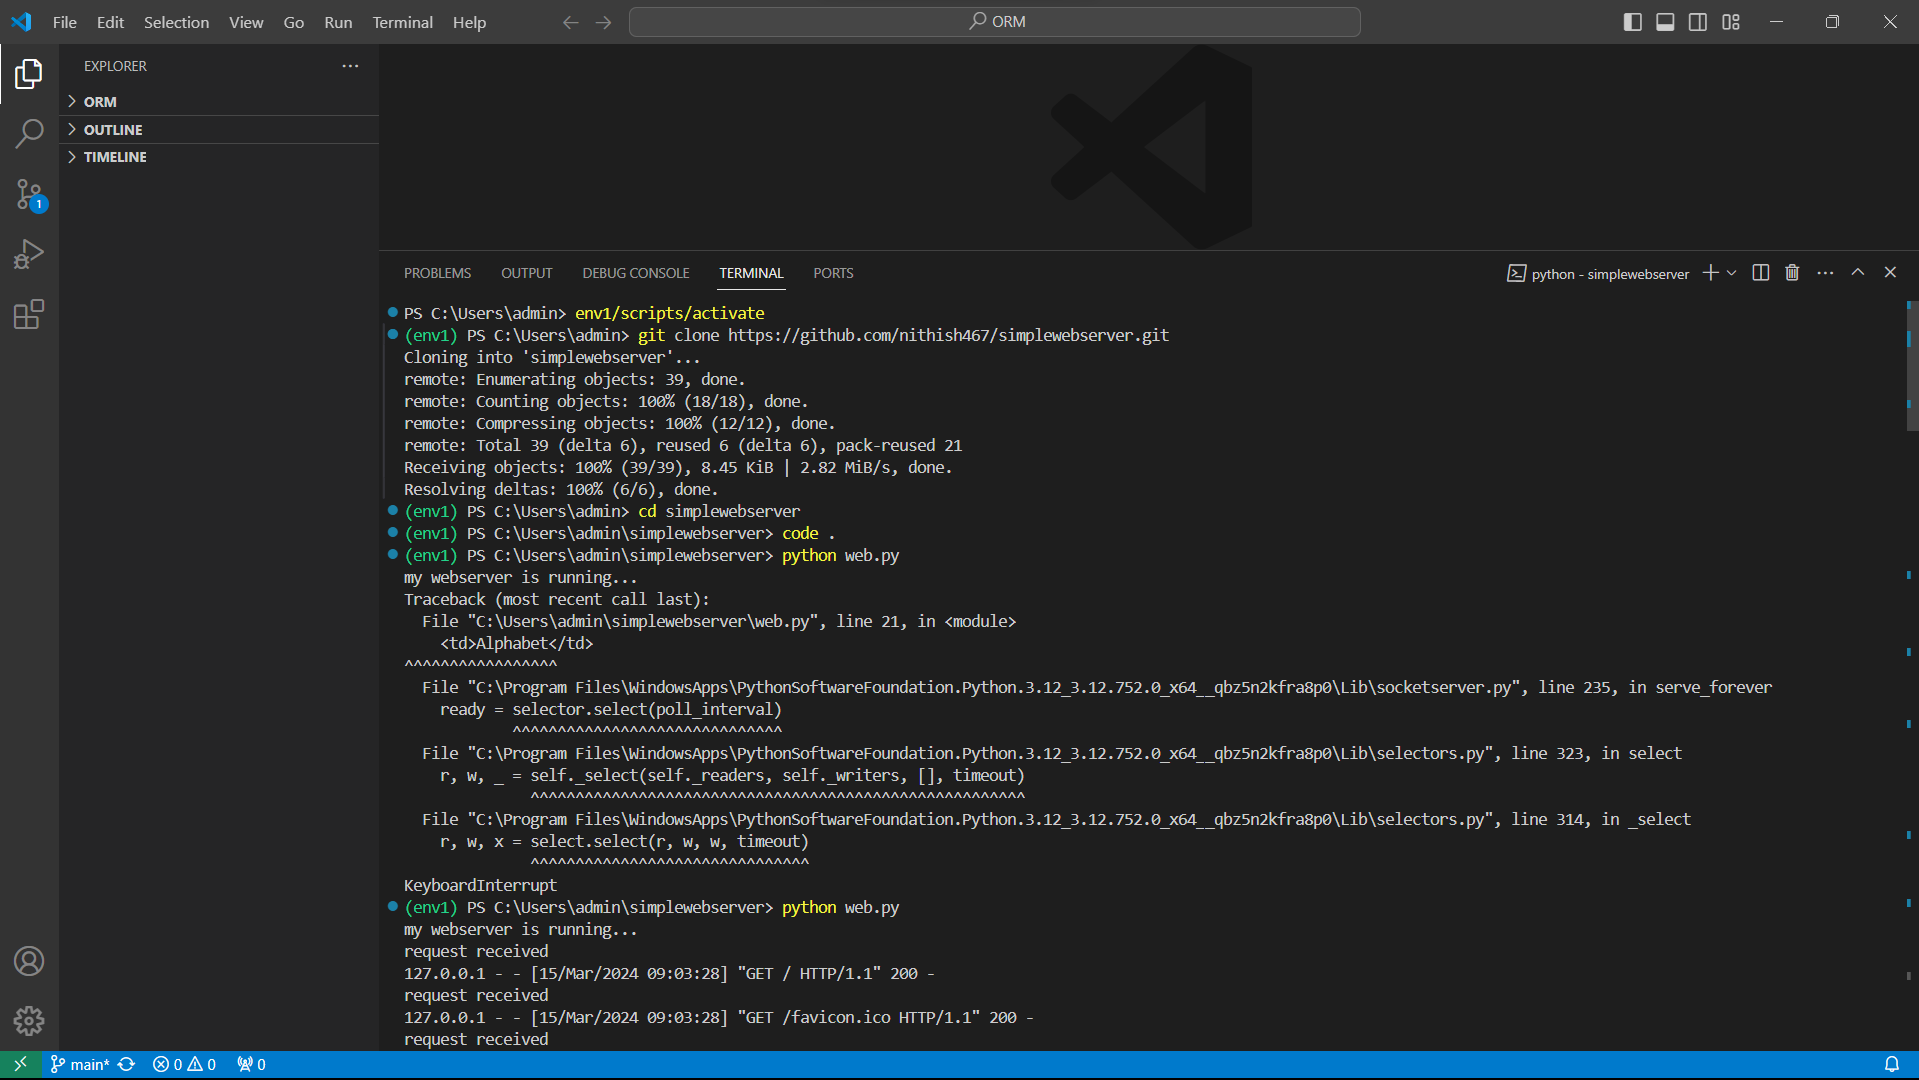 File Edit Selection View Go Run Terminal Help
ORM
EXPLORER
ORM
OUTLINE
TIMELINE
1
PROBLEMS OUTPUT DEBUG CONSOLE TERMINAL PORTS
python - simplewebserver
PS C:\Users\admin> env1/scripts/activate
(env1) PS C:\Users\admin> git clone https://github.com/nithish467/simplewebserver.git
Cloning into 'simplewebserver'...
remote: Enumerating objects: 39, done.
remote: Counting objects: 100% (18/18), done.
remote: Compressing objects: 100% (12/12), done.
remote: Total 39 (delta 6), reused 6 (delta 6), pack-reused 21
Receiving objects: 100% (39/39), 8.45 KiB | 2.82 MiB/s, done.
Resolving deltas: 100% (6/6), done.
(env1) PS C:\Users\admin> cd simplewebserver
(env1) PS C:\Users\admin\simplewebserver> code .
(env1) PS C:\Users\admin\simplewebserver> python web.py
my webserver is running...
Traceback (most recent call last):
  File "C:\Users\admin\simplewebserver\web.py", line 21, in <module>
    <td>Alphabet</td>
^^^^^^^^^^^^^^^^^
  File "C:\Program Files\WindowsApps\PythonSoftwareFoundation.Python.3.12_3.12.752.0_x64__qbz5n2kfra8p0\Lib\socketserver.py", line 235, in serve_forever
    ready = selector.select(poll_interval)
            ^^^^^^^^^^^^^^^^^^^^^^^^^^^^^^
  File "C:\Program Files\WindowsApps\PythonSoftwareFoundation.Python.3.12_3.12.752.0_x64__qbz5n2kfra8p0\Lib\selectors.py", line 323, in select
    r, w, _ = self._select(self._readers, self._writers, [], timeout)
              ^^^^^^^^^^^^^^^^^^^^^^^^^^^^^^^^^^^^^^^^^^^^^^^^^^^^^^^
  File "C:\Program Files\WindowsApps\PythonSoftwareFoundation.Python.3.12_3.12.752.0_x64__qbz5n2kfra8p0\Lib\selectors.py", line 314, in _select
    r, w, x = select.select(r, w, w, timeout)
              ^^^^^^^^^^^^^^^^^^^^^^^^^^^^^^^
KeyboardInterrupt
(env1) PS C:\Users\admin\simplewebserver> python web.py
my webserver is running...
request received
127.0.0.1 - - [15/Mar/2024 09:03:28] "GET / HTTP/1.1" 200 -
request received
127.0.0.1 - - [15/Mar/2024 09:03:28] "GET /favicon.ico HTTP/1.1" 200 -
request received
main* 0 0 0